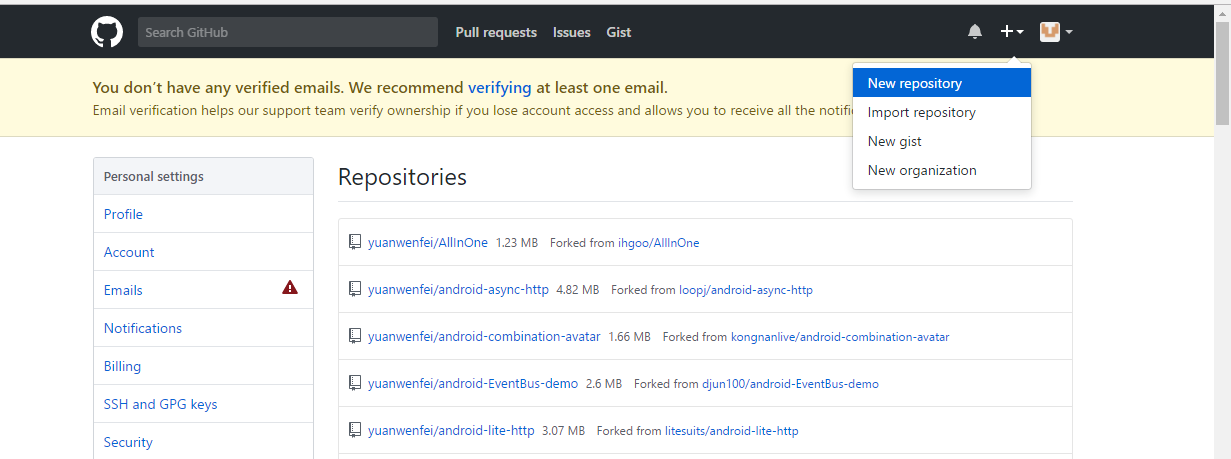 Search GitHub
Pull requests Issues Gist
You don't have any verified emails. We recommend verifying at least one email.
Email verification helps our support team verify ownership if you lose account access and allows you to receive all the notific
New repository
Import repository
New gist
New organization
Personal settings
Profile
Account
Emails
Notifications
Billing
SSH and GPG keys
Security
Repositories
yuanwenfei/AllInOne 1.23 MB Forked from ihgoo/AllInOne
yuanwenfei/android-async-http 4.82 MB Forked from loopj/android-async-http
yuanwenfei/android-combination-avatar 1.66 MB Forked from kongnanlive/android-combination-avatar
yuanwenfei/android-EventBus-demo 2.6 MB Forked from djun100/android-EventBus-demo
yuanwenfei/android-lite-http 3.07 MB Forked from litesuits/android-lite-http